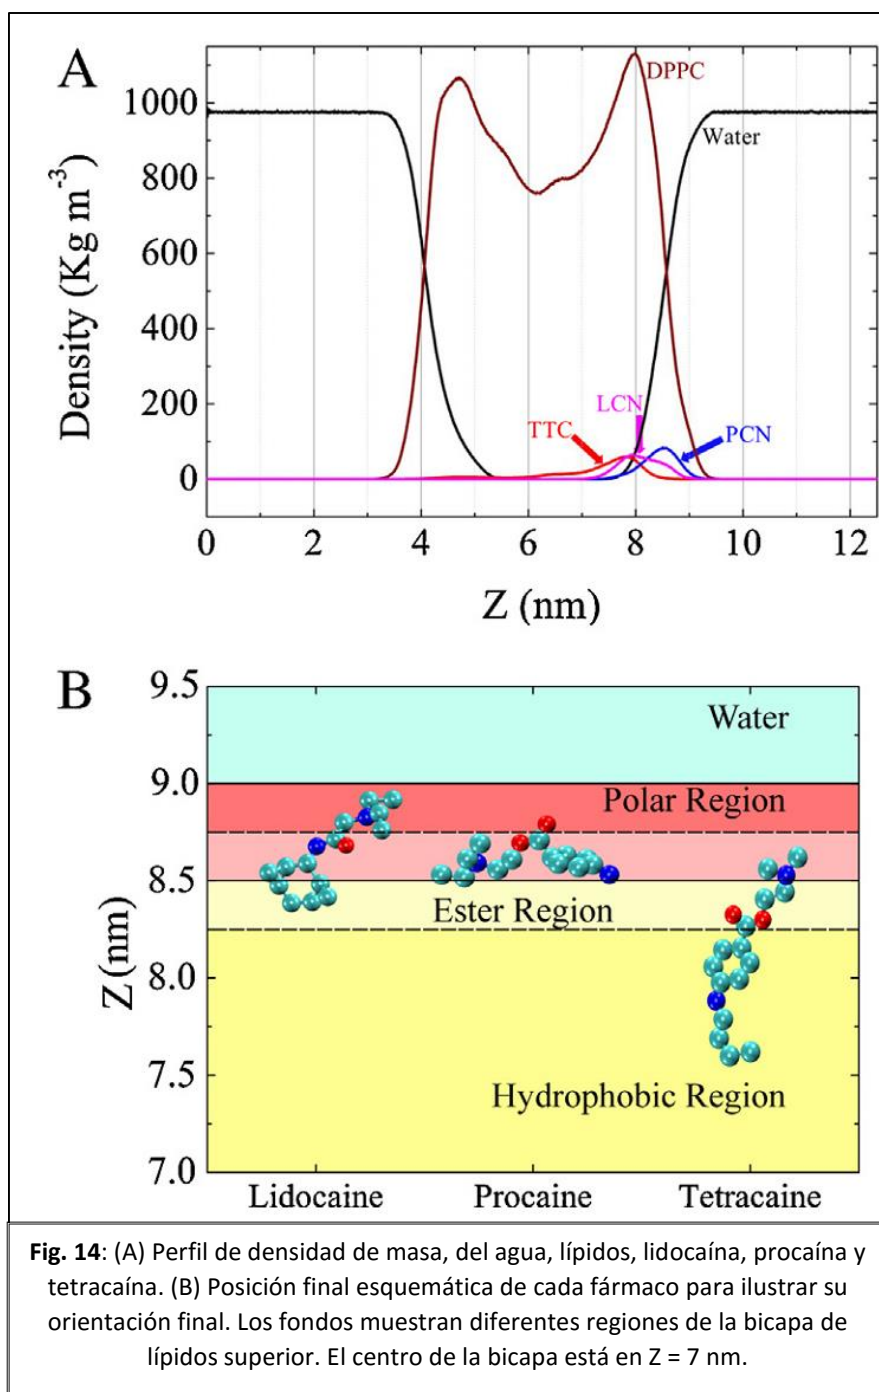 A
DPPC
Water
LCN
TTC
PCN
1000
800
600
400
200
0
Density (Kg m-3)
0 2 4 6 8 10 12
Z (nm)
B
9.5
9.0
8.5
8.0
7.5
7.0
Z (nm)
Water
Polar Region
Ester Region
Hydrophobic Region
Lidocaine Procaine Tetracaine
Fig. 14: (A) Perfil de densidad de masa, del agua, lípidos, lidocaína, procaína y
tetracaína. (B) Posición final esquemática de cada fármaco para ilustrar su
orientación final. Los fondos muestran diferentes regiones de la bicapa de
lípidos superior. El centro de la bicapa está en Z = 7 nm.